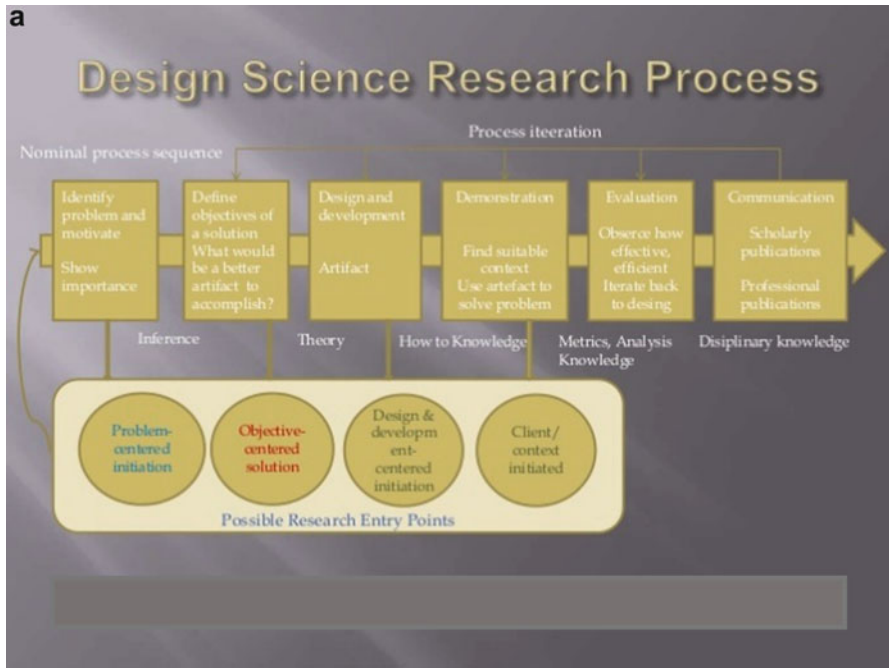 a
Design Science Research Process
Process iteeration
Nominal process sequence
Identify
problem and
motivate
Show
importance
Define
objectives of
a solution
What would
be a better
artifact to
accomplish?
Design and
development
Artifact
Demonstration
Find suitable
context
Use artefact to
solve problem
Evaluation
Obserce how
effective,
efficient
Iterate back
to desing
Communication
Scholarly
publications
Professional
publications
Inference
Theory
How to Knowledge
Metrics, Analysis
Knowledge
Disiplinary knowledge
Problem-
centered
initiation
Objective-
centered
solution
Design &
developm
ent-
centered
initiation
Client/
context
initiated
Possible Research Entry Points